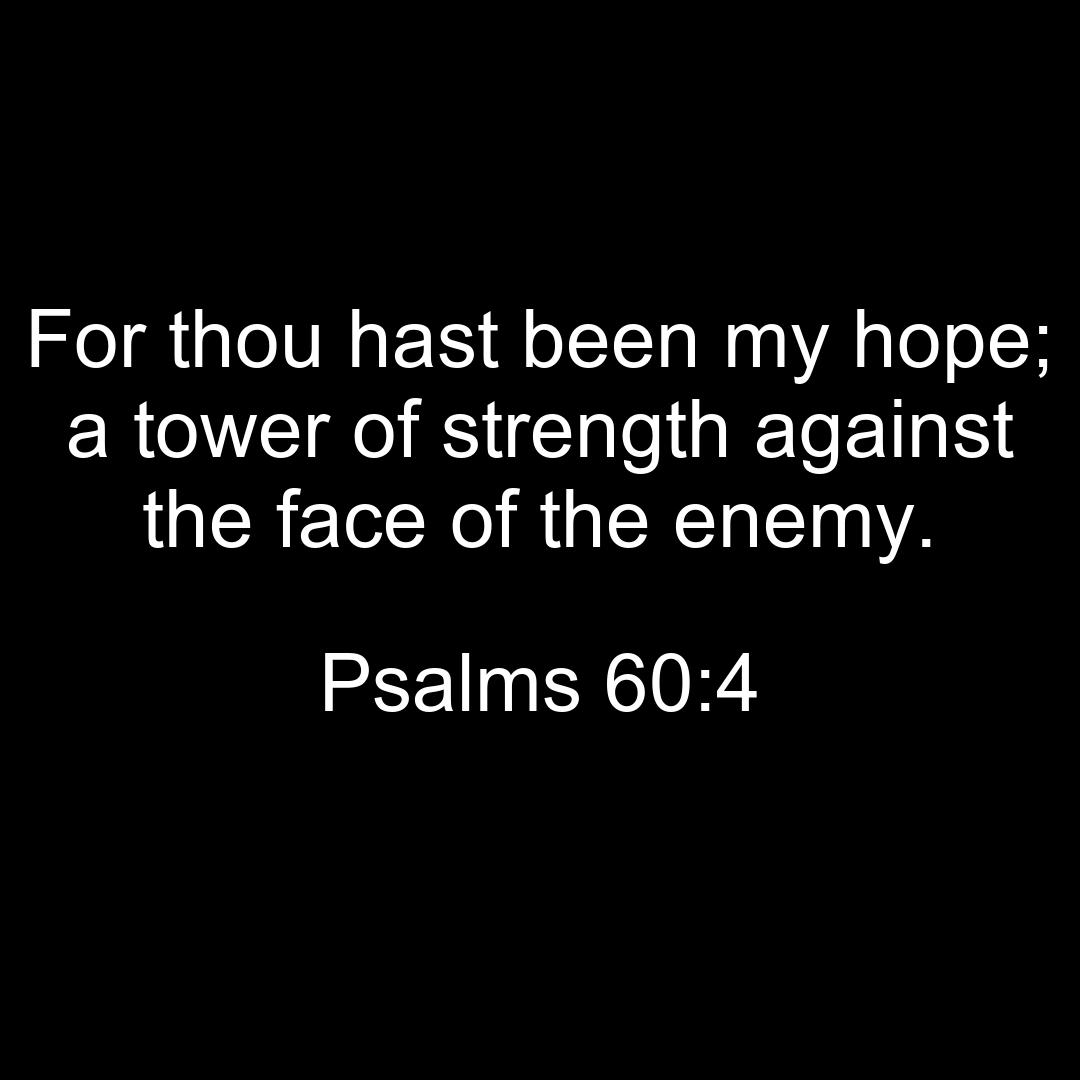 For thou hast been my hope;
a tower of strength against
the face of the enemy.
Psalms 60:4